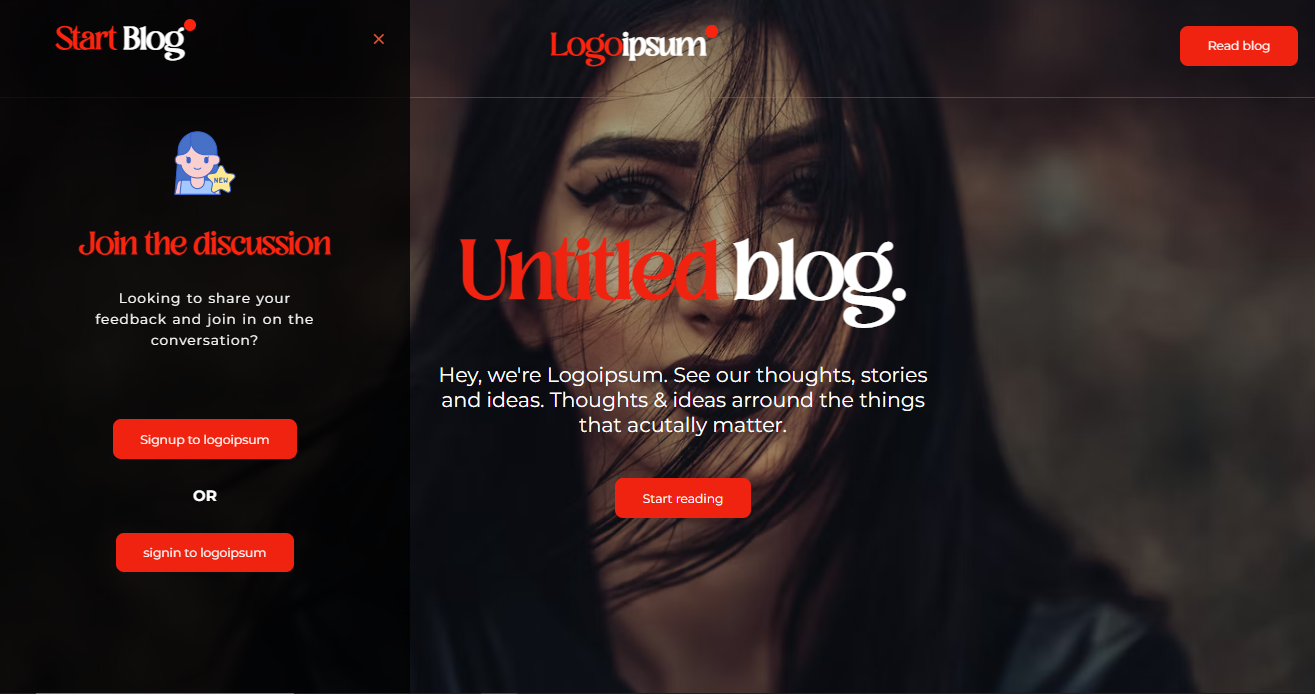 Start Blog
Logoipsum
Read blog
NEW
Join the discussion
Looking to share your
feedback and join in on the
conversation?
Signup to logoipsum
OR
signin to logoipsum
Untitled blog.
Hey, we're Logoipsum. See our thoughts, stories
and ideas. Thoughts & ideas arround the things
that acutally matter.
Start reading